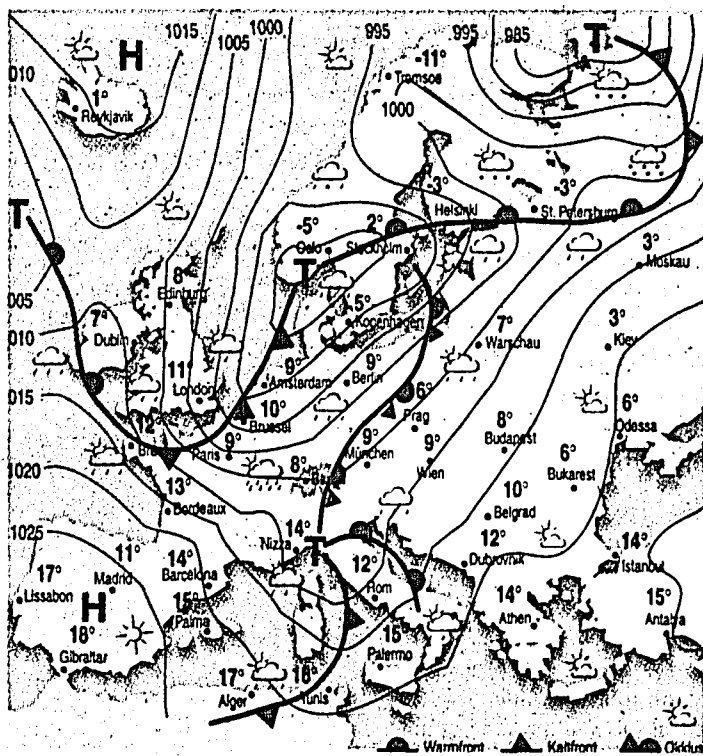 1015
1000
1005
995
995
985
T
H
010
-11°
Tromsoe
1°
Reykjavik
1000
-3°
Helsinki
-3°
St. Petersburg
T
-5°
Oslo
2°
Stockholm
3°
Moskau
T
8°
Edinburg
005
-5°
Kopenhagen
7°
Dublin
7°
Warschau
3°
Kiev
010
11°
London
9°
Amsterdam
9°
Berlin
1015
10°
Brüssel
6°
Prag
8°
Budapest
6°
Odessa
12°
9°
Paris
9°
München
9°
Wien
6°
Bukarest
1020
8°
13°
Bordeaux
10°
Belgrad
1025
14°
Nizza
T
12°
Rom
12°
Dubrovnik
14°
Istanbul
17°
Lissabon
11°
Madrid
14°
Barcelona
H
15°
Palma
14°
Athen
15°
18°
Gibraltar
15°
Palermo
17°
Alger
16°
Tunis
Warmfront
Kaltfront